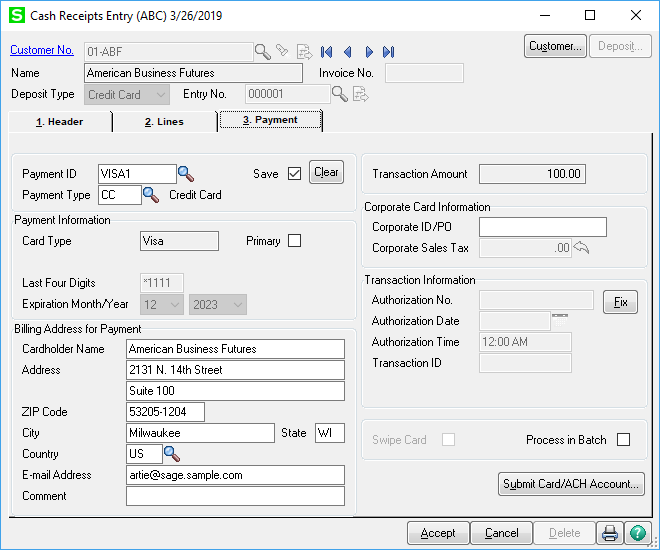 S Cash Receipts Entry (ABC) 3/26/2019
Customer No. 01-ABF Customer... Deposit...
Name American Business Futures Invoice No.
Deposit Type Credit Card Entry No. 000001
1. Header 2. Lines 3. Payment
Payment ID VISA1 Save Clear
Payment Type CC Credit Card
Payment Information
Card Type Visa Primary
Last Four Digits *1111
Expiration Month/Year 12 2023
Billing Address for Payment
Cardholder Name American Business Futures
Address 2131 N. 14th Street
Suite 100
ZIP Code 53205-1204
City Milwaukee State WI
Country US
E-mail Address artie@sage.sample.com
Comment
Transaction Amount 100.00
Corporate Card Information
Corporate ID/PO
Corporate Sales Tax .00
Transaction Information
Authorization No. Fix
Authorization Date
Authorization Time 12:00 AM
Transaction ID
Swipe Card Process in Batch
Submit Card/ACH Account...
Accept Cancel Delete ?